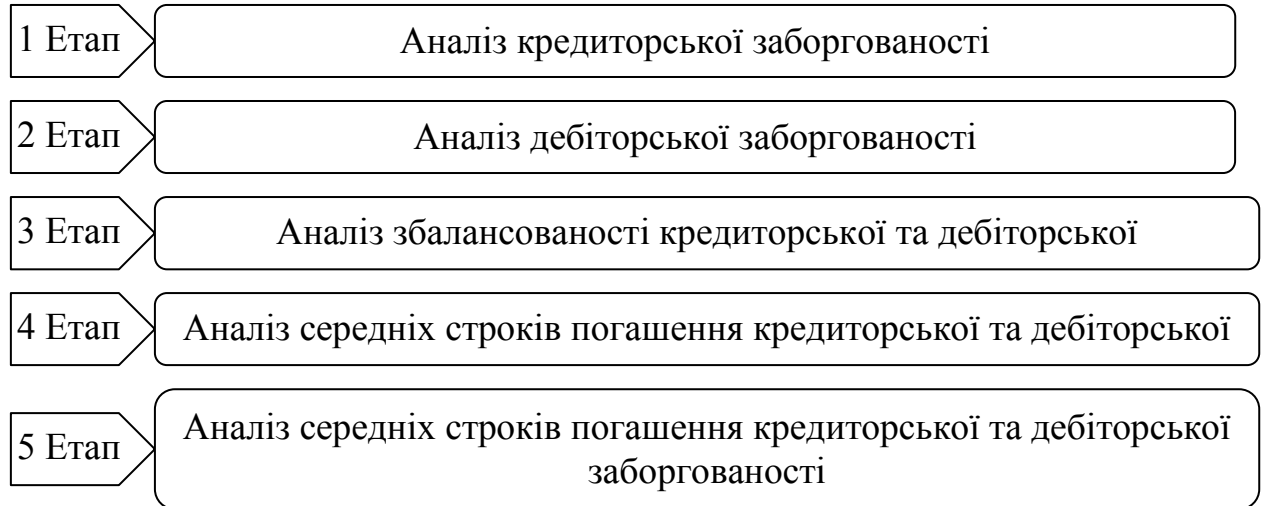 1 Етап Аналіз кредиторської заборгованості
2 Етап Аналіз дебіторської заборгованості
3 Етап Аналіз збалансованості кредиторської та дебіторської
4 Етап Аналіз середніх строків погашення кредиторської та дебіторської
5 Етап Аналіз середніх строків погашення кредиторської та дебіторської
заборгованості